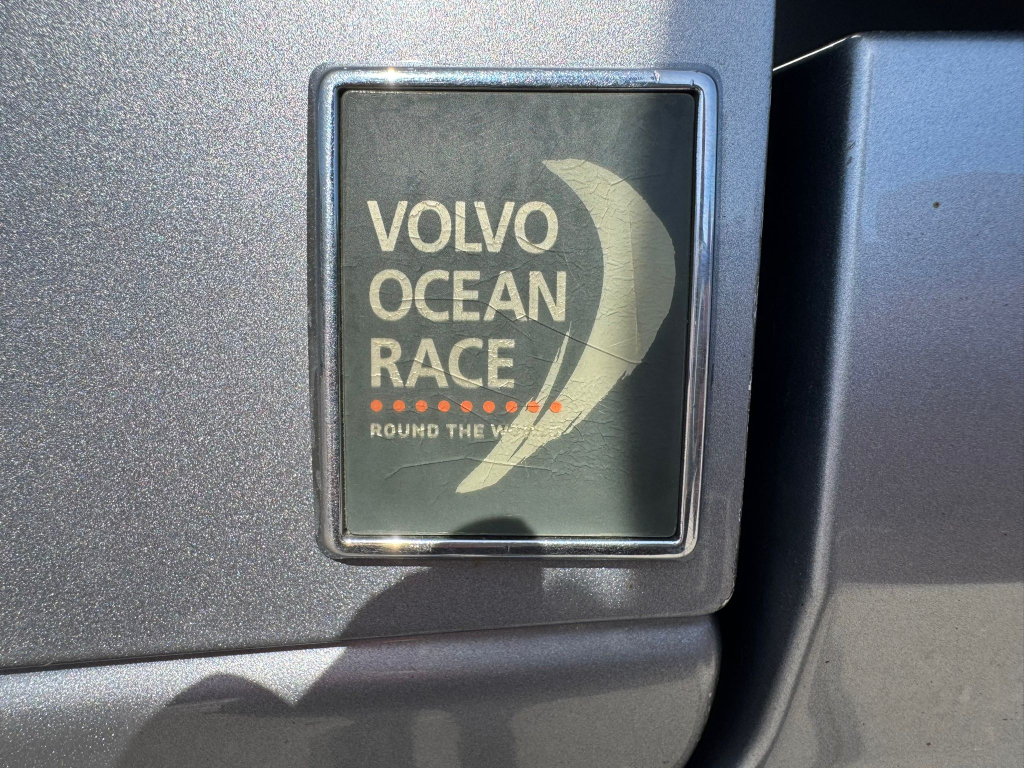 VOLVO
OCEAN
RACE
ROUND THE